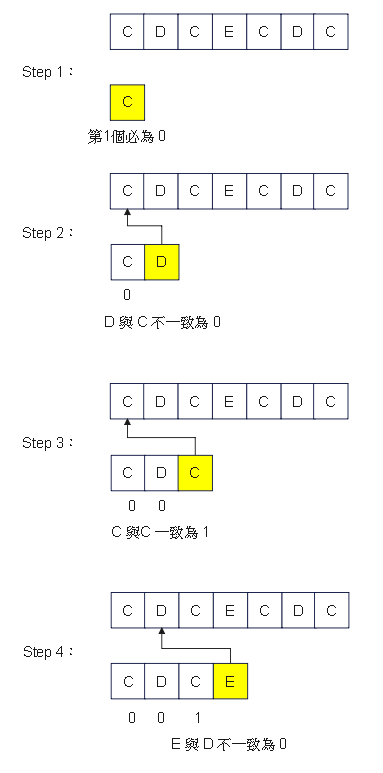 C D C E C D C
Step 1：
C
第1個必為 0
C D C E C D C
Step 2：
C D
0
D 與 C 不一致為 0
C D C E C D C
Step 3：
C D C
0 0
C 與C 一致為 1
C D C E C D C
Step 4：
C D C E
0 0 1
E 與 D 不一致為 0